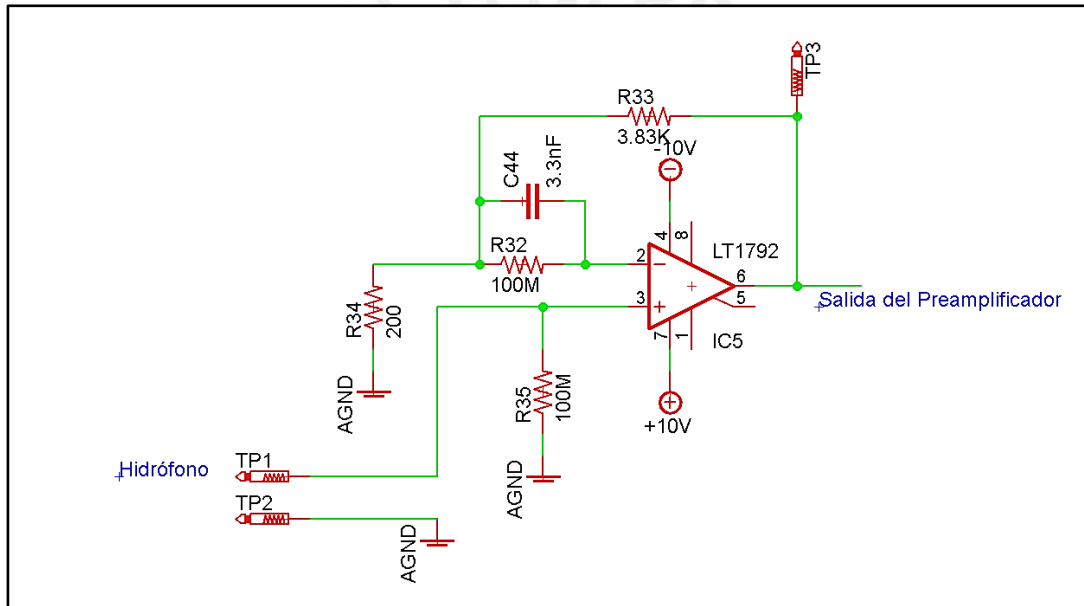 TP3
R33
3.83K
-10V
C44
3.3nF
4
8
LT1792
R32
100M
2
6
3
5
Salida del Preamplificador
R34
200
7
1
IC5
R35
100M
+10V
AGND
Hidrófono
TP1
AGND
TP2
AGND